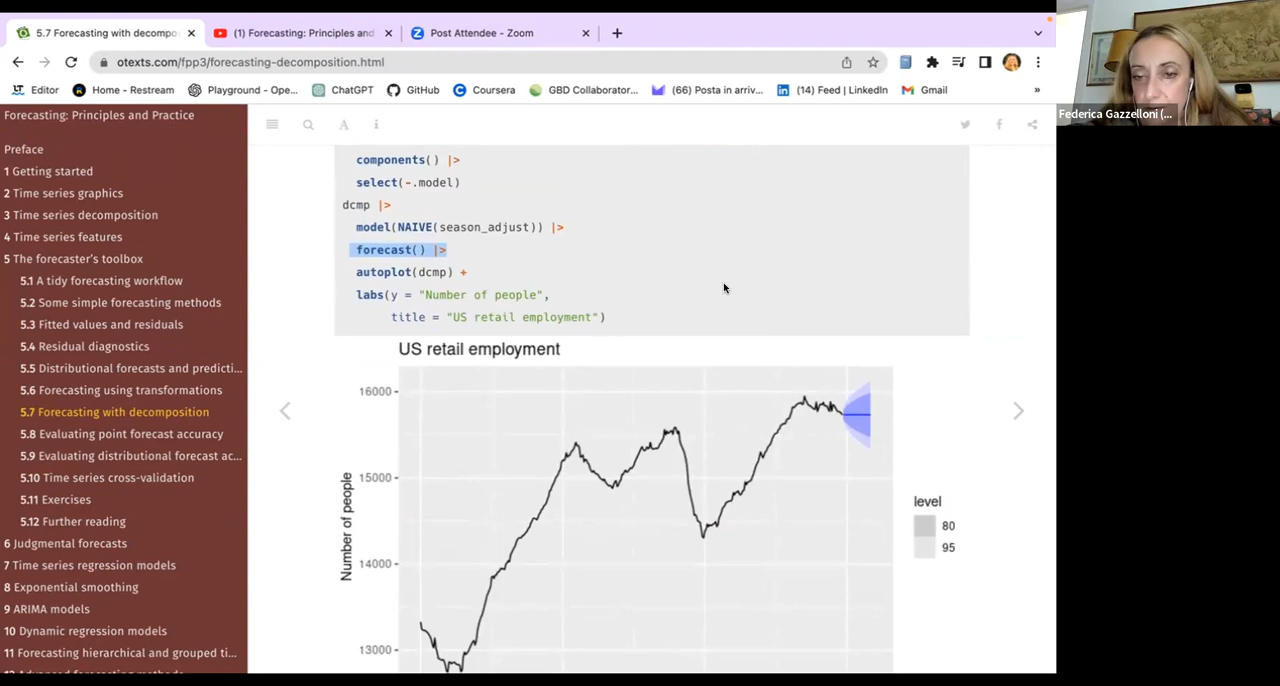 5.7 Forecasting with decompo
(1) Forecasting: Principles and
Post Attendee - Zoom
otexts.com/fpp3/forecasting-decomposition.html
Editor
Home - Restream
Playground - Ope...
ChatGPT
GitHub
Coursera
GBD Collaborator...
(66) Posta in arriv...
(14) Feed | LinkedIn
Gmail
»
Federica Gazzelloni (...
Forecasting: Principles and Practice
Preface
1 Getting started
2 Time series graphics
3 Time series decomposition
4 Time series features
5 The forecaster's toolbox
5.1 A tidy forecasting workflow
5.2 Some simple forecasting methods
5.3 Fitted values and residuals
5.4 Residual diagnostics
5.5 Distributional forecasts and predicti...
5.6 Forecasting using transformations
5.7 Forecasting with decomposition
5.8 Evaluating point forecast accuracy
5.9 Evaluating distributional forecast ac...
5.10 Time series cross-validation
5.11 Exercises
5.12 Further reading
6 Judgmental forecasts
7 Time series regression models
8 Exponential smoothing
9 ARIMA models
10 Dynamic regression models
11 Forecasting hierarchical and grouped ti...
components() |>
select(-.model)
dcmp |>
model(NAIVE(season_adjust)) |>
forecast() |>
autoplot(dcmp) +
labs(y = "Number of people",
title = "US retail employment")
US retail employment
16000
15000
14000
13000
Number of people
level
80
95